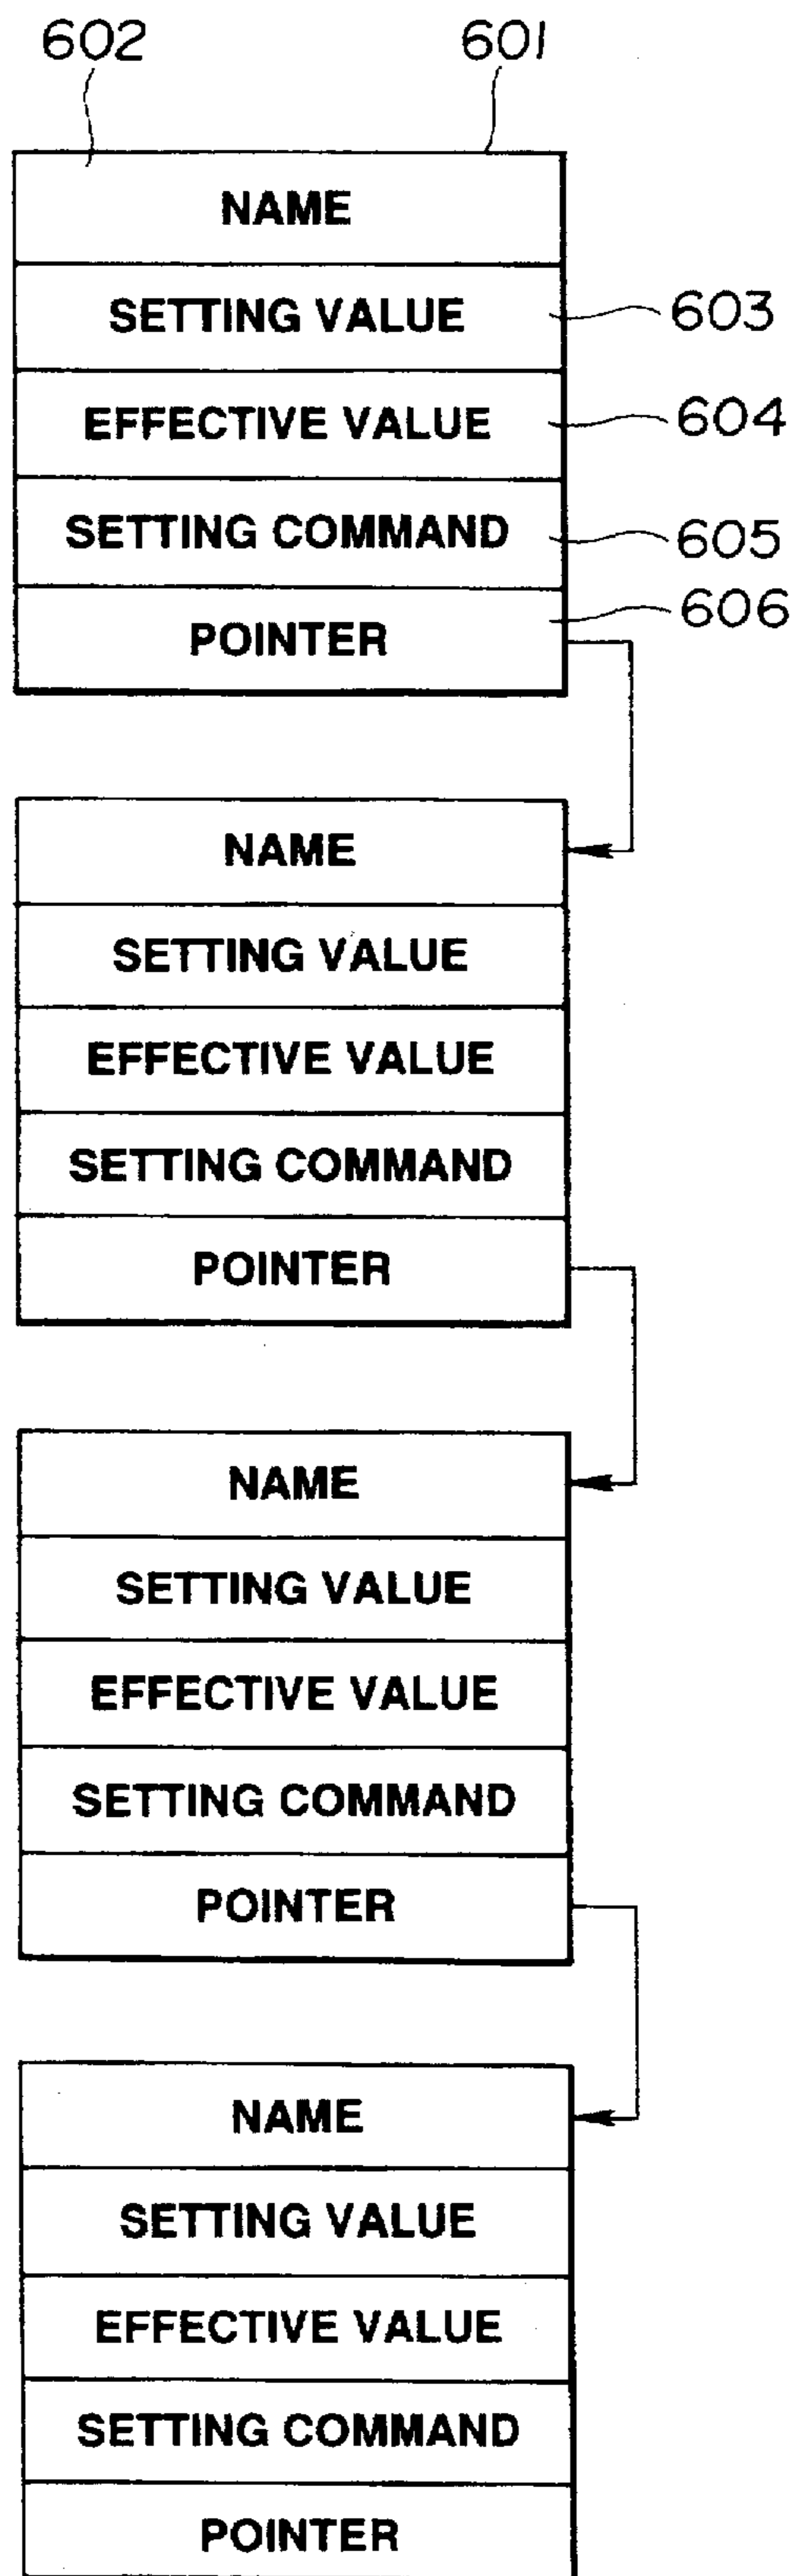 602 601
NAME
SETTING VALUE 603
EFFECTIVE VALUE 604
SETTING COMMAND 605
POINTER 606
NAME
SETTING VALUE
EFFECTIVE VALUE
SETTING COMMAND
POINTER
NAME
SETTING VALUE
EFFECTIVE VALUE
SETTING COMMAND
POINTER
NAME
SETTING VALUE
EFFECTIVE VALUE
SETTING COMMAND
POINTER